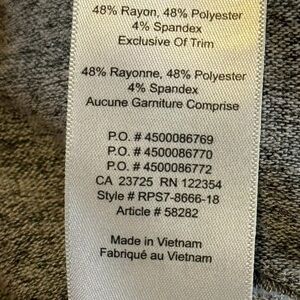 48% Rayon, 48% Polyester
4% Spandex
Exclusive Of Trim
48% Rayonne, 48% Polyester
4% Spandex
Aucune Garniture Comprise
P.O. # 4500086769
P.O. # 4500086770
P.O. # 4500086772
CA 23725 RN 122354
Style # RPS7-8666-18
Article # 58282
Made in Vietnam
Fabriqué au Vietnam